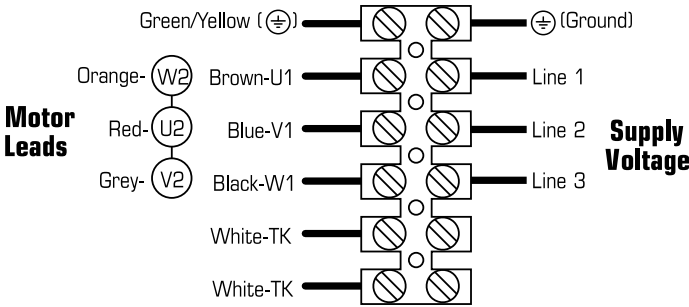 Green/Yellow (⏚) (Ground)
Orange- W2 Brown-U1 Line 1
Motor Leads
Red- U2 Blue-V1 Line 2
Supply Voltage
Grey- V2 Black-W1 Line 3
White-TK
White-TK